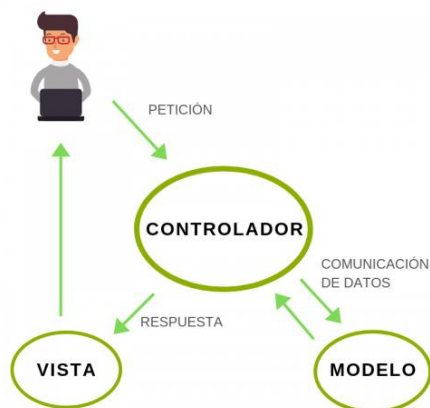 PETICIÓN
CONTROLADOR
COMUNICACIÓN
DE DATOS
RESPUESTA
VISTA
MODELO